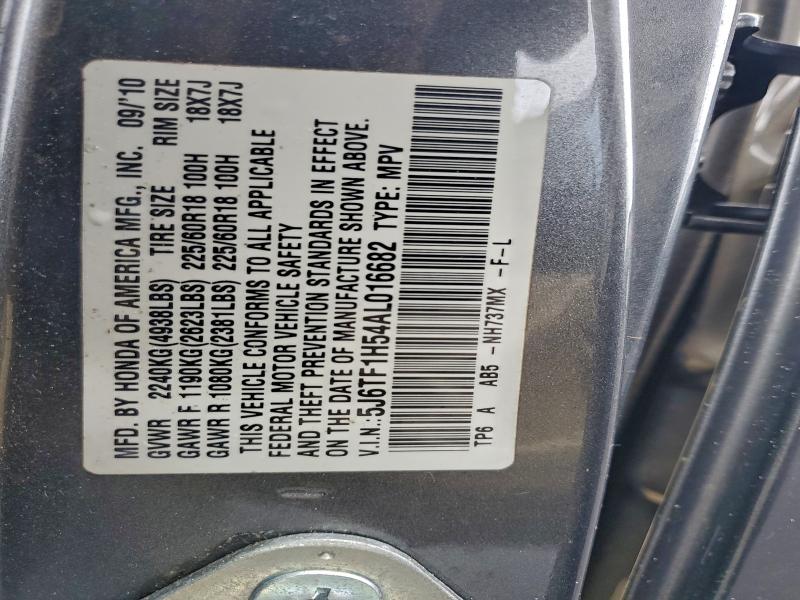 MFD. BY HONDA OF AMERICA MFG., INC. 09/'10
GVWR 2240KG(4938LBS) TIRE SIZE RIM SIZE
GAWR F 1190KG(2623LBS) 225/60R18 100H 18X7J
GAWR R 1080KG(2381LBS) 225/60R18 100H 18X7J
THIS VEHICLE CONFORMS TO ALL APPLICABLE
FEDERAL MOTOR VEHICLE SAFETY
AND THEFT PREVENTION STANDARDS IN EFFECT
ON THE DATE OF MANUFACTURE SHOWN ABOVE.
V.I.N.:5J6TF1H54AL016682 TYPE: MPV
TP6 A AB5 -NH737MX -F-L